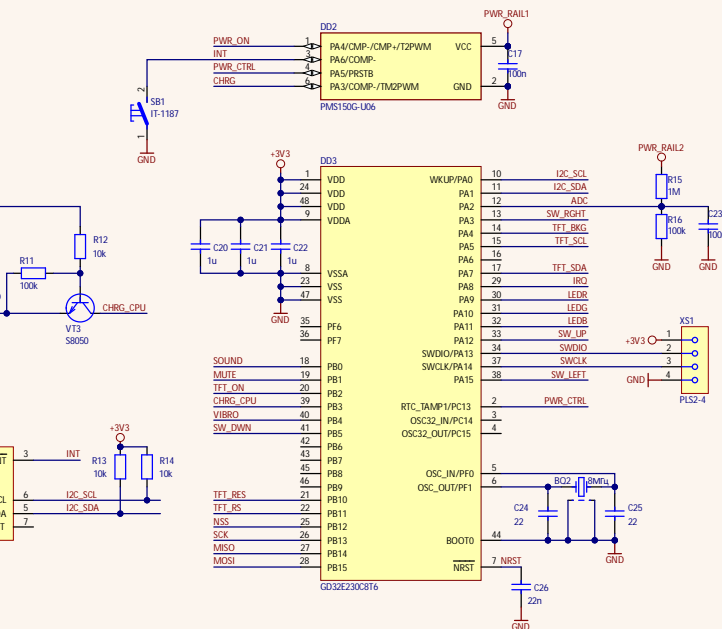 PWR_RAIL1
DD2
PWR_ON 1 PA4/CMP-/CMP+/T2PWM VCC 5
INT 3 PA6/COMP-
C17
PWR_CTRL 4 PA5/PRSTB
100n
CHRG 6 PA3/COMP-/TM2PWM GND 2
PMS150G-U06
GND
2
SB1
IT-1187
1
GND
+3V3
DD3
PWR_RAIL2
1 VDD WKUP/PA0 10 I2C_SCL
24 VDD PA1 11 I2C_SDA
48 VDD PA2 12 ADC
9 VDDA PA3 13 SW_RGHT
PA4 14 TFT_BKG
PA5 15 TFT_SCL
PA6 16
8 VSSA PA7 17 TFT_SDA
23 VSS PA8 29 IRQ
47 VSS PA9 30 LEDR
PA10 31 LEDG
35 PF6 PA11 32 LEDB
36 PF7 PA12 33 SW_UP
SWDIO/PA13 34 SWDIO
18 PB0 SWCLK/PA14 37 SWCLK
19 PB1 PA15 38 SW_LEFT
20 PB2
39 PB3 RTC_TAMP1/PC13 2 PWR_CTRL
40 PB4 OSC32_IN/PC14 3
41 PB5 OSC32_OUT/PC15 4
42 PB6
43 PB7
45 PB8 OSC_IN/PF0 5
46 PB9 OSC_OUT/PF1 6
21 PB10
22 PB11
25 PB12
26 PB13 BOOT0 44
27 PB14
28 PB15 NRST 7 NRST
GD32E230C8T6
R15
1M
R16
100k
C23
100
GND
GND
C20
1u
C21
1u
C22
1u
GND
R12
10k
R11
100k
CHRG_CPU
VT3
S8050
SOUND
MUTE
TFT_ON
CHRG_CPU
VIBRO
SW_DWN
TFT_RES
TFT_RS
NSS
SCK
MISO
MOSI
XS1
+3V3 1
2
3
GND 4
PLS2-4
+3V3
R13
10k
R14
10k
3 INT
6 I2C_SCL
5 I2C_SDA
7
BQ2
8МГц
C24
22
C25
22
GND
C26
22n
GND